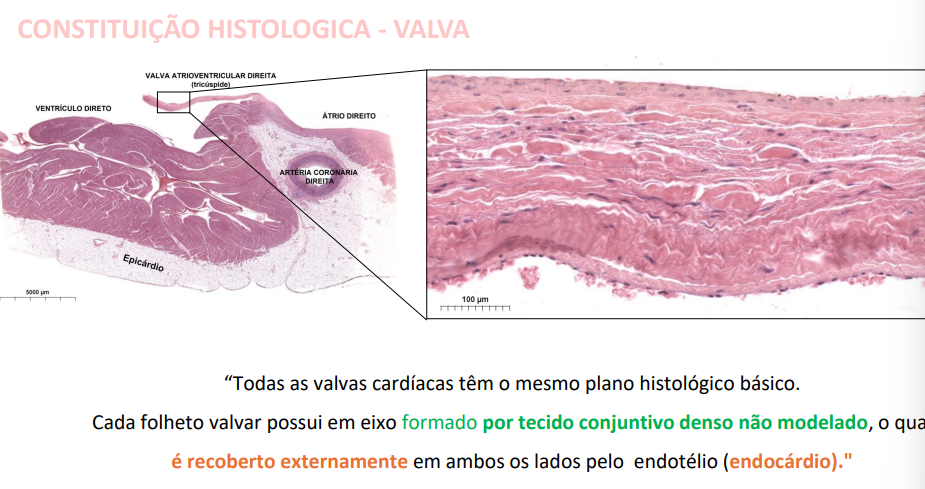 CONSTITUIÇÃO HISTOLOGICA - VALVA
VALVA ATRIOVENTRICULAR DIREITA
(tricúspide)
VENTRÍCULO DIRETO
ÁTRIO DIREITO
ARTÉRIA CORONÁRIA
DIREITA
Epicárdio
5000 µm
100 µm
“Todas as valvas cardíacas têm o mesmo plano histológico básico.
Cada folheto valvar possui em eixo formado por tecido conjuntivo denso não modelado, o qua
é recoberto externamente em ambos os lados pelo endotélio (endocárdio)."